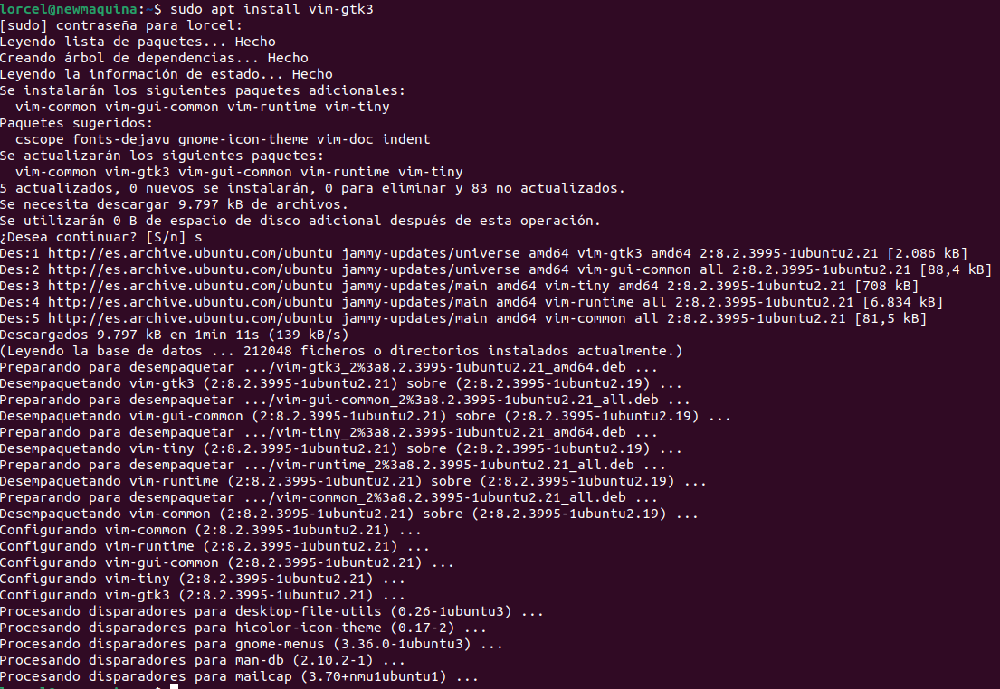 lorcel@newmaquina:~$ sudo apt install vim-gtk3
[sudo] contraseña para lorcel:
Leyendo lista de paquetes... Hecho
Creando árbol de dependencias... Hecho
Leyendo la información de estado... Hecho
Se instalarán los siguientes paquetes adicionales:
  vim-common vim-gui-common vim-runtime vim-tiny
Paquetes sugeridos:
  cscope fonts-dejavu gnome-icon-theme vim-doc indent
Se actualizarán los siguientes paquetes:
  vim-common vim-gtk3 vim-gui-common vim-runtime vim-tiny
5 actualizados, 0 nuevos se instalarán, 0 para eliminar y 83 no actualizados.
Se necesita descargar 9.797 kB de archivos.
Se utilizarán 0 B de espacio de disco adicional después de esta operación.
¿Desea continuar? [S/n] s
Des:1 http://es.archive.ubuntu.com/ubuntu jammy-updates/universe amd64 vim-gtk3 amd64 2:8.2.3995-1ubuntu2.21 [2.086 kB]
Des:2 http://es.archive.ubuntu.com/ubuntu jammy-updates/universe amd64 vim-gui-common all 2:8.2.3995-1ubuntu2.21 [88,4 kB]
Des:3 http://es.archive.ubuntu.com/ubuntu jammy-updates/main amd64 vim-tiny amd64 2:8.2.3995-1ubuntu2.21 [708 kB]
Des:4 http://es.archive.ubuntu.com/ubuntu jammy-updates/main amd64 vim-runtime all 2:8.2.3995-1ubuntu2.21 [6.834 kB]
Des:5 http://es.archive.ubuntu.com/ubuntu jammy-updates/main amd64 vim-common all 2:8.2.3995-1ubuntu2.21 [81,5 kB]
Descargados 9.797 kB en 1min 11s (139 kB/s)
(Leyendo la base de datos ... 212048 ficheros o directorios instalados actualmente.)
Preparando para desempaquetar .../vim-gtk3_2%3a8.2.3995-1ubuntu2.21_amd64.deb ...
Desempaquetando vim-gtk3 (2:8.2.3995-1ubuntu2.21) sobre (2:8.2.3995-1ubuntu2.19) ...
Preparando para desempaquetar .../vim-gui-common_2%3a8.2.3995-1ubuntu2.21_all.deb ...
Desempaquetando vim-gui-common (2:8.2.3995-1ubuntu2.21) sobre (2:8.2.3995-1ubuntu2.19) ...
Preparando para desempaquetar .../vim-tiny_2%3a8.2.3995-1ubuntu2.21_amd64.deb ...
Desempaquetando vim-tiny (2:8.2.3995-1ubuntu2.21) sobre (2:8.2.3995-1ubuntu2.19) ...
Preparando para desempaquetar .../vim-runtime_2%3a8.2.3995-1ubuntu2.21_all.deb ...
Desempaquetando vim-runtime (2:8.2.3995-1ubuntu2.21) sobre (2:8.2.3995-1ubuntu2.19) ...
Preparando para desempaquetar .../vim-common_2%3a8.2.3995-1ubuntu2.21_all.deb ...
Desempaquetando vim-common (2:8.2.3995-1ubuntu2.21) sobre (2:8.2.3995-1ubuntu2.19) ...
Configurando vim-common (2:8.2.3995-1ubuntu2.21) ...
Configurando vim-runtime (2:8.2.3995-1ubuntu2.21) ...
Configurando vim-gui-common (2:8.2.3995-1ubuntu2.21) ...
Configurando vim-tiny (2:8.2.3995-1ubuntu2.21) ...
Configurando vim-gtk3 (2:8.2.3995-1ubuntu2.21) ...
Procesando disparadores para desktop-file-utils (0.26-1ubuntu3) ...
Procesando disparadores para hicolor-icon-theme (0.17-2) ...
Procesando disparadores para gnome-menus (3.36.0-1ubuntu3) ...
Procesando disparadores para man-db (2.10.2-1) ...
Procesando disparadores para mailcap (3.70+nmu1ubuntu1) ...